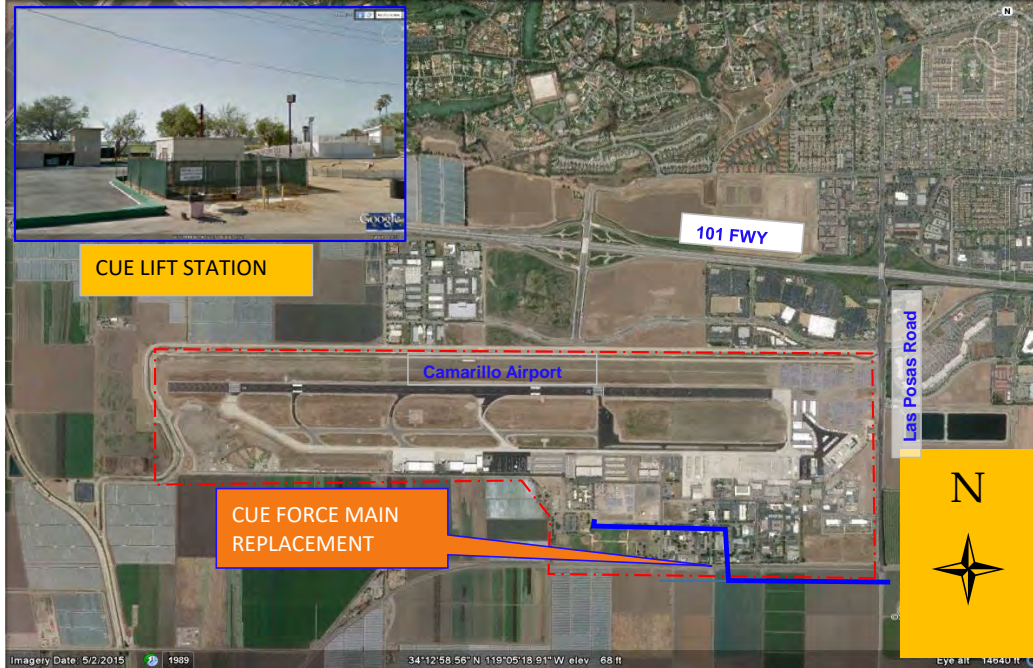 N
Google
CUE LIFT STATION
101 FWY
Las Posas Road
Camarillo Airport
CUE FORCE MAIN
REPLACEMENT
N
Imagery Date: 5/2/2015
1989
34°12'58.56" N 119°05'18.91" W elev 68 ft
Eye alt 14640 ft